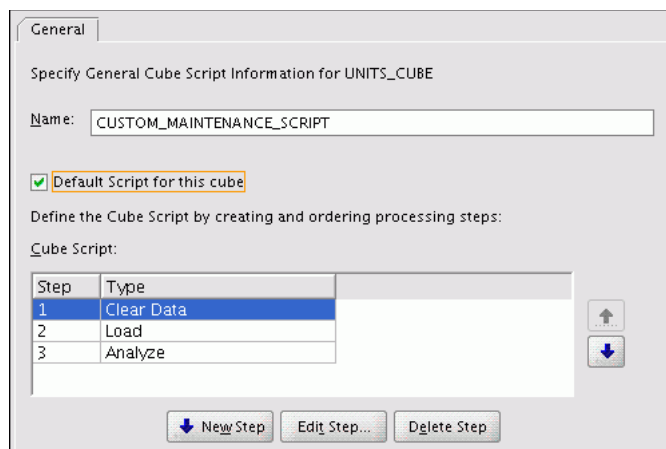 General
Specify General Cube Script Information for UNITS_CUBE
Name: CUSTOM_MAINTENANCE_SCRIPT
Default Script for this cube
Define the Cube Script by creating and ordering processing steps:
Cube Script:
Step Type
1 Clear Data
2 Load
3 Analyze
New Step Edit Step... Delete Step